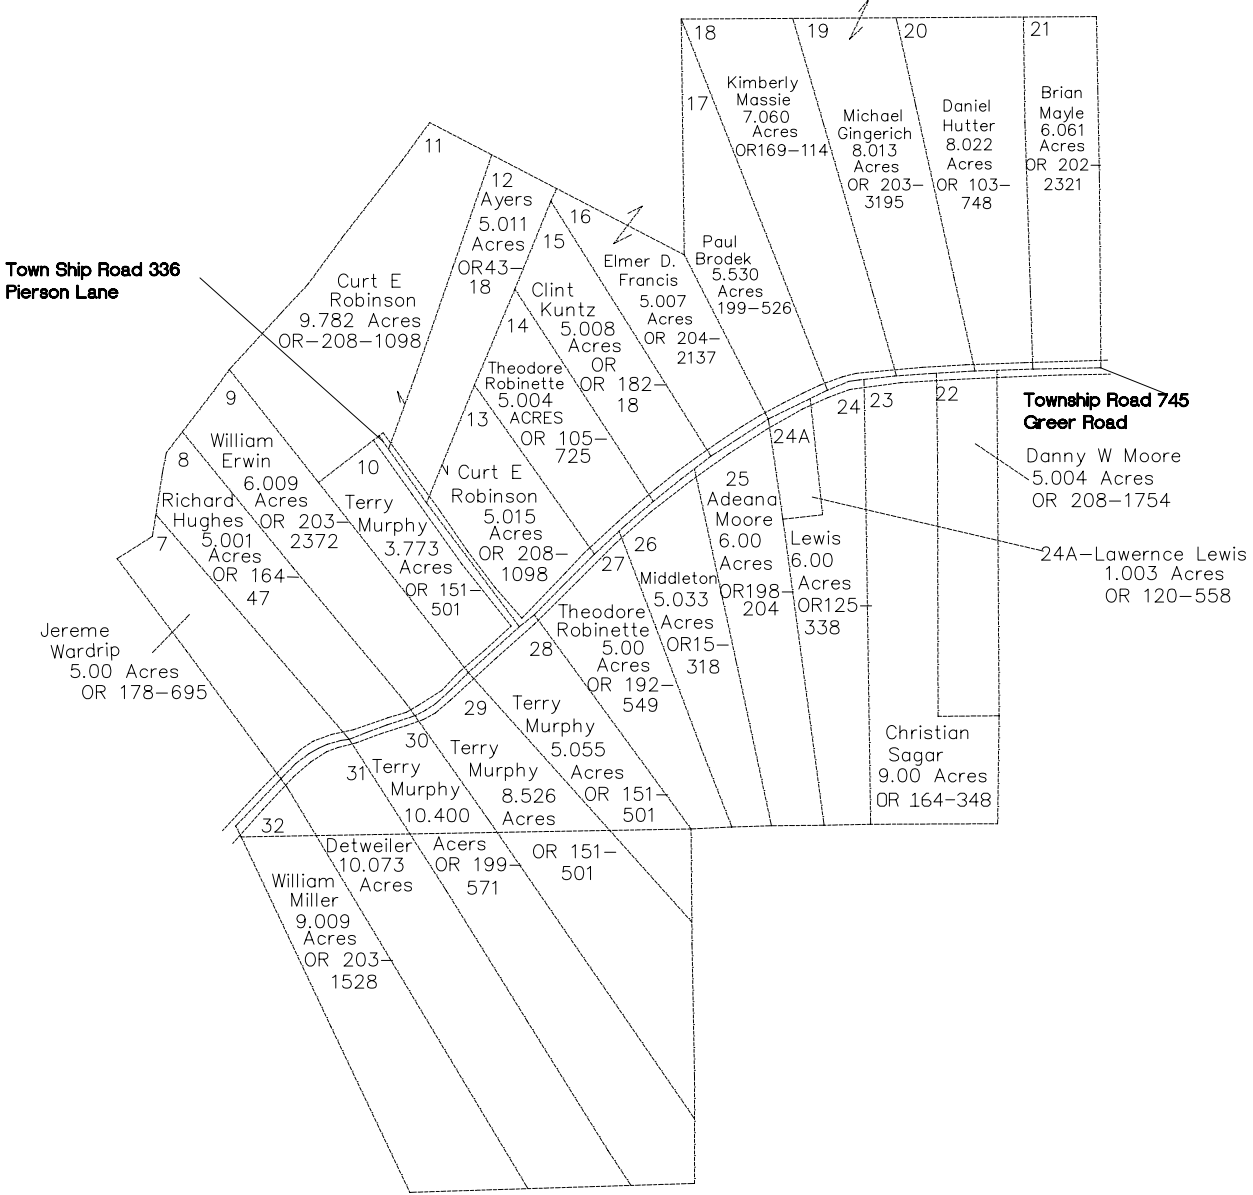 18
19
20
21
17
Kimberly
Massie
7.060
Acres
OR169-114
Michael
Gingerich
8.013
Acres
OR 203-
3195
Daniel
Hutter
8.022
Acres
OR 103-
748
Brian
Mayle
6.061
Acres
OR 202-
2321
11
12
Ayers
5.011
Acres
OR43-
18
16
15
Elmer D.
Francis
5.007
Acres
OR 204-
2137
Paul
Brodek
5.530
Acres
199-526
Town Ship Road 336
Pierson Lane
Curt E
Robinson
9.782 Acres
OR-208-1098
Clint
Kuntz
5.008
Acres
OR
OR 182-
18
14
Theodore
Robinette
5.004
ACRES
OR 105-
725
13
9
William
Erwin
6.009
Acres
OR 203-
2372
8
Richard
Hughes
5.001
Acres
OR 164-
47
10
Terry
Murphy
3.773
Acres
OR 151-
501
Curt E
Robinson
5.015
Acres
OR 208-
1098
7
Jereme
Wardrip
5.00 Acres
OR 178-695
24
23
22
Township Road 745
Greer Road
Danny W Moore
5.004 Acres
OR 208-1754
24A
24A-Lawernce Lewis
1.003 Acres
OR 120-558
25
Adeana
Moore
6.00
Acres
OR198-
204
Lewis
6.00
Acres
OR125-
338
26
Middleton
5.033
Acres
OR15-
318
27
Theodore
Robinette
5.00
Acres
OR 192-
549
28
Terry
Murphy
5.055
Acres
OR 151-
501
29
Terry
Murphy
8.526
Acres
OR 151-
501
30
Terry
Murphy
10.400
Acers
OR 199-
571
31
Detweiler
10.073
Acres
32
William
Miller
9.009
Acres
OR 203-
1528
Christian
Sagar
9.00 Acres
OR 164-348